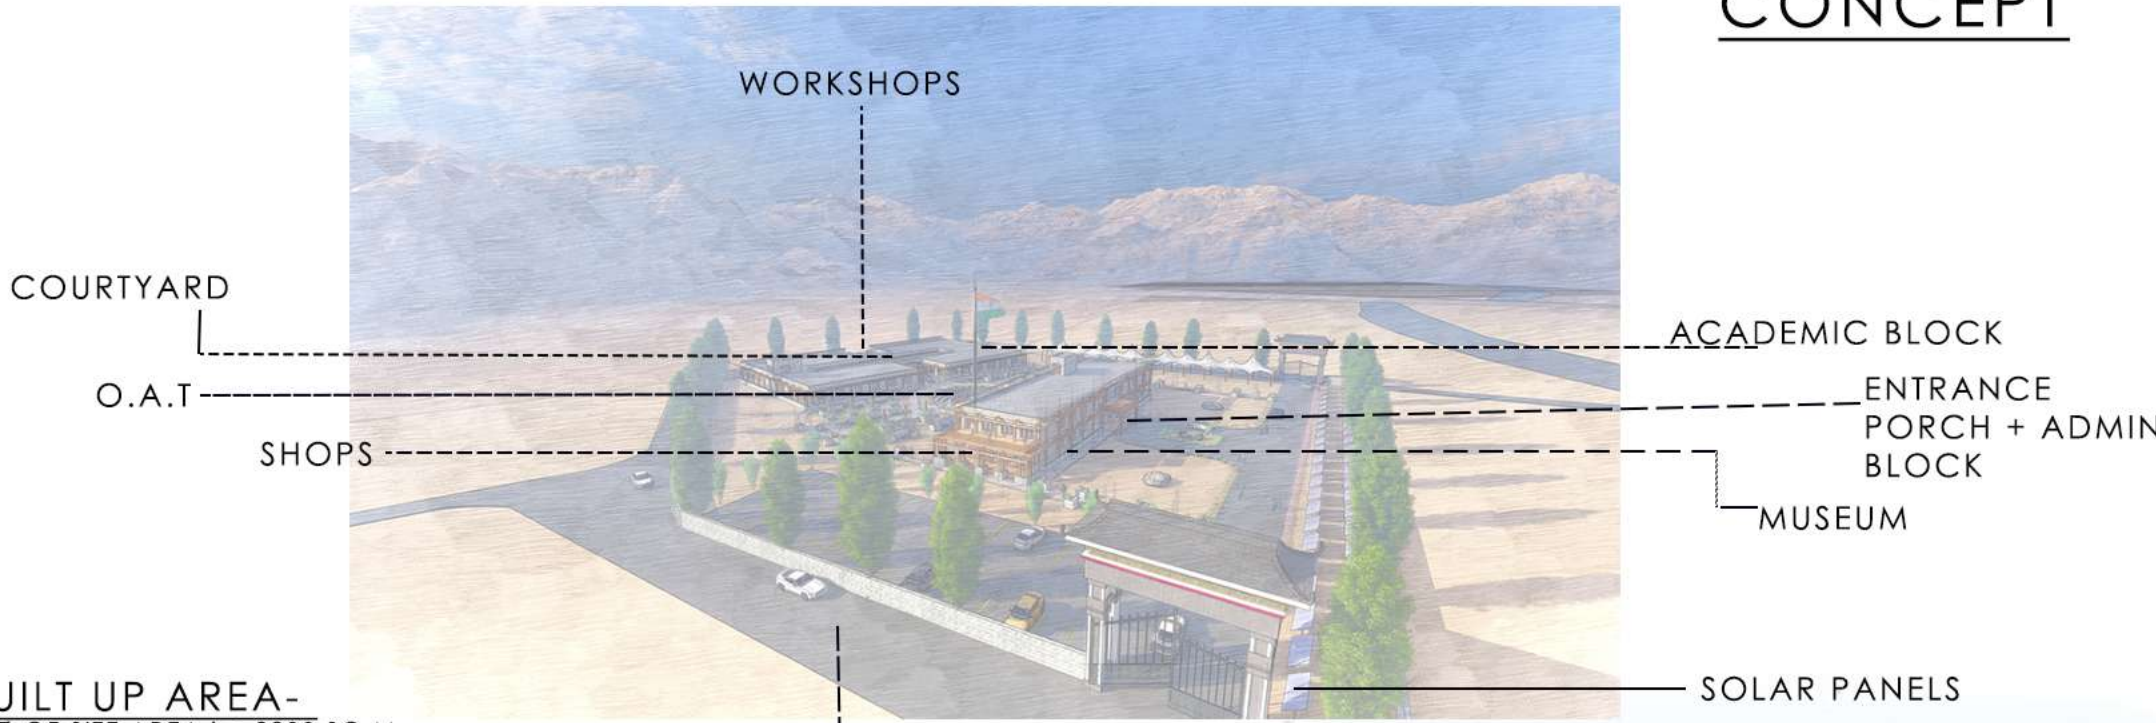 CONCEPT
WORKSHOPS
COURTYARD
O.A.T
SHOPS
ACADEMIC BLOCK
ENTRANCE
PORCH + ADMIN
BLOCK
MUSEUM
SOLAR PANELS
UILT UP AREA-